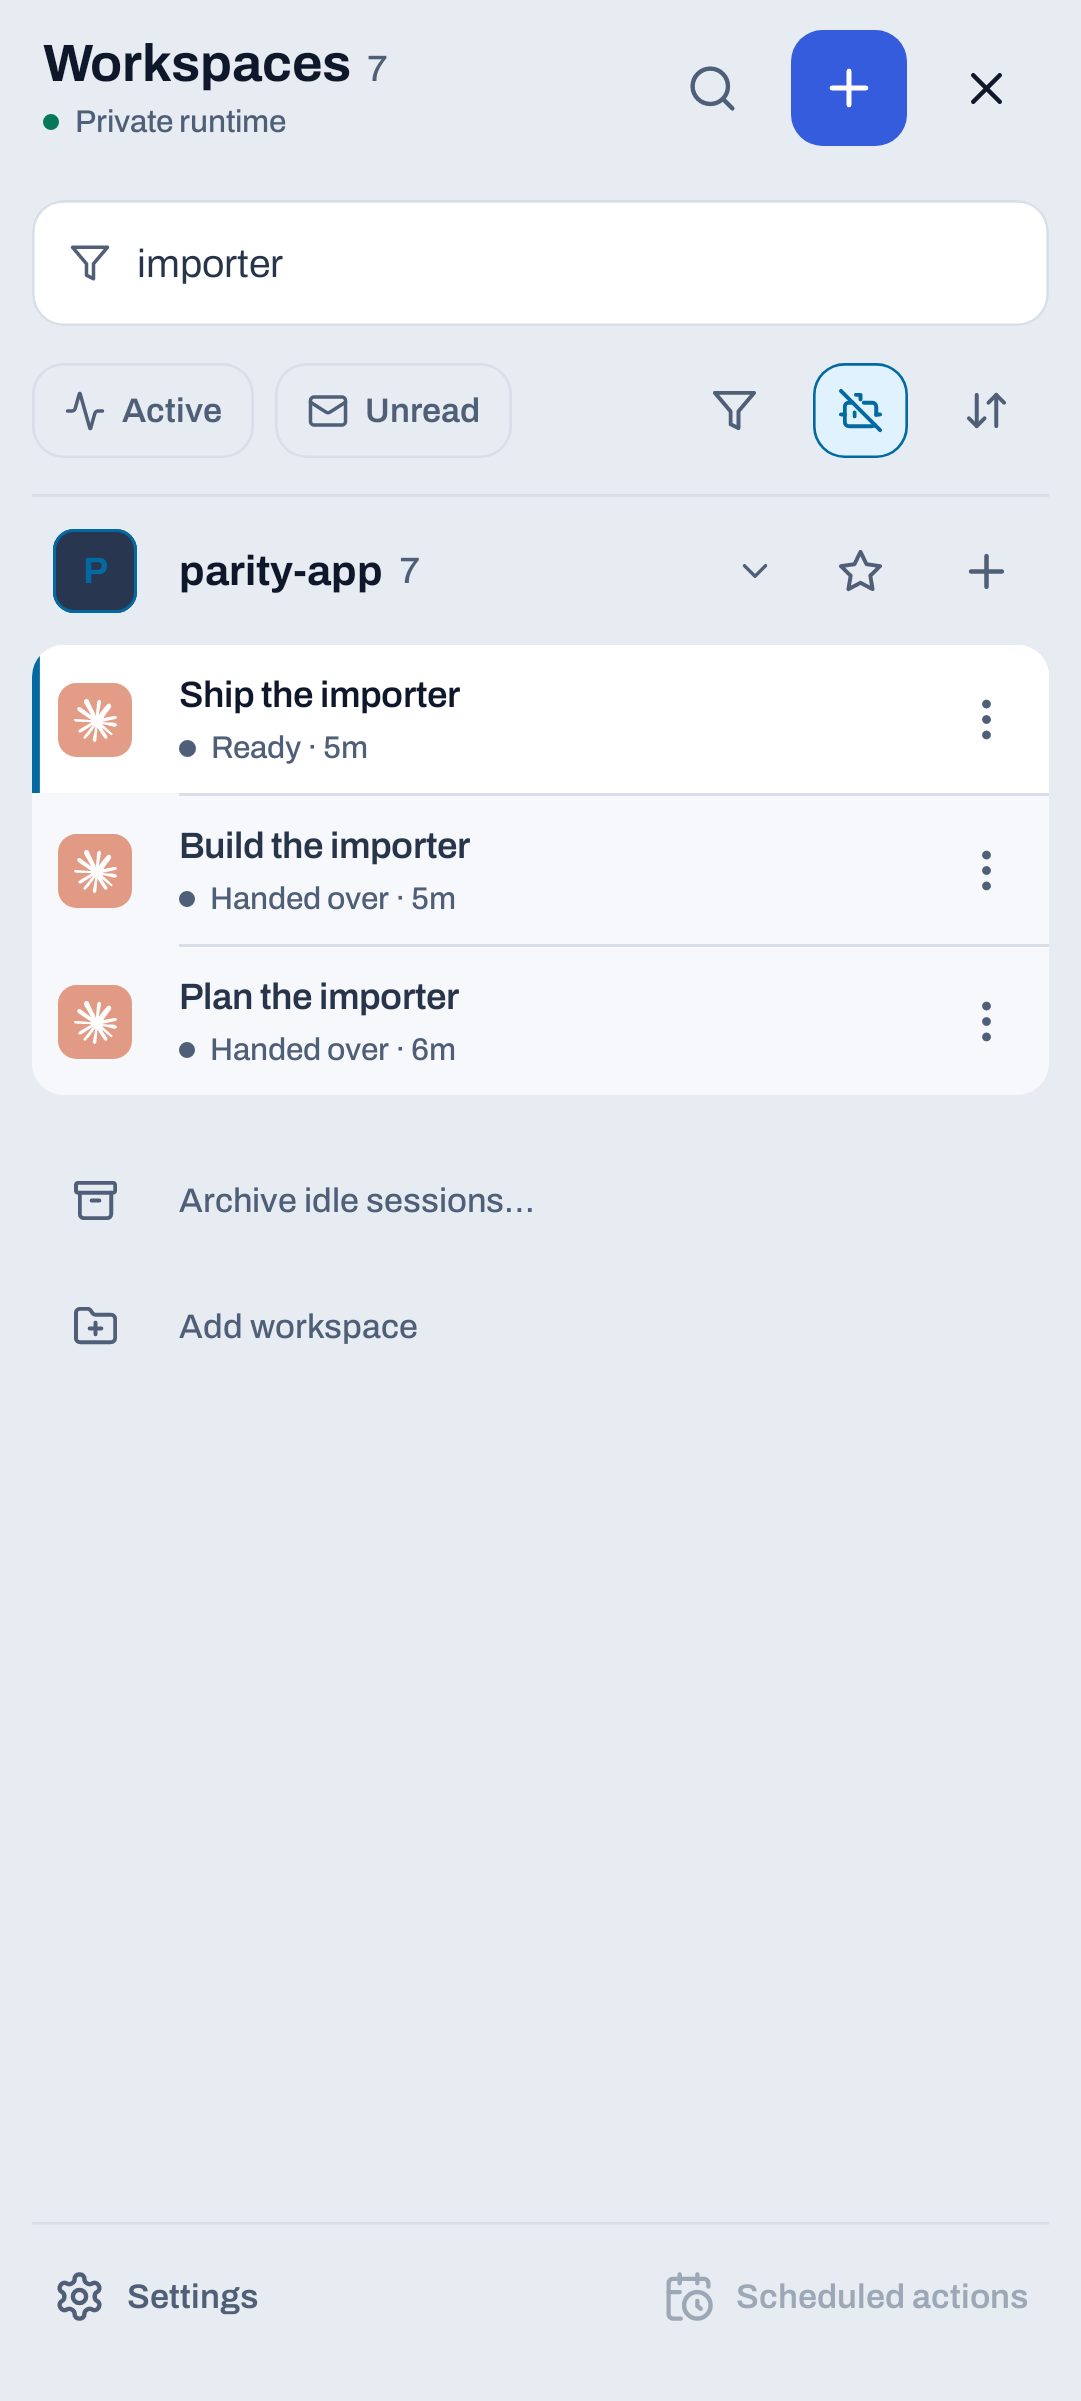 Workspaces 7
Private runtime
importer
Active
Unread
P
parity-app 7
Ship the importer
Ready · 5m
Build the importer
Handed over · 5m
Plan the importer
Handed over · 6m
Archive idle sessions...
Add workspace
Settings
Scheduled actions